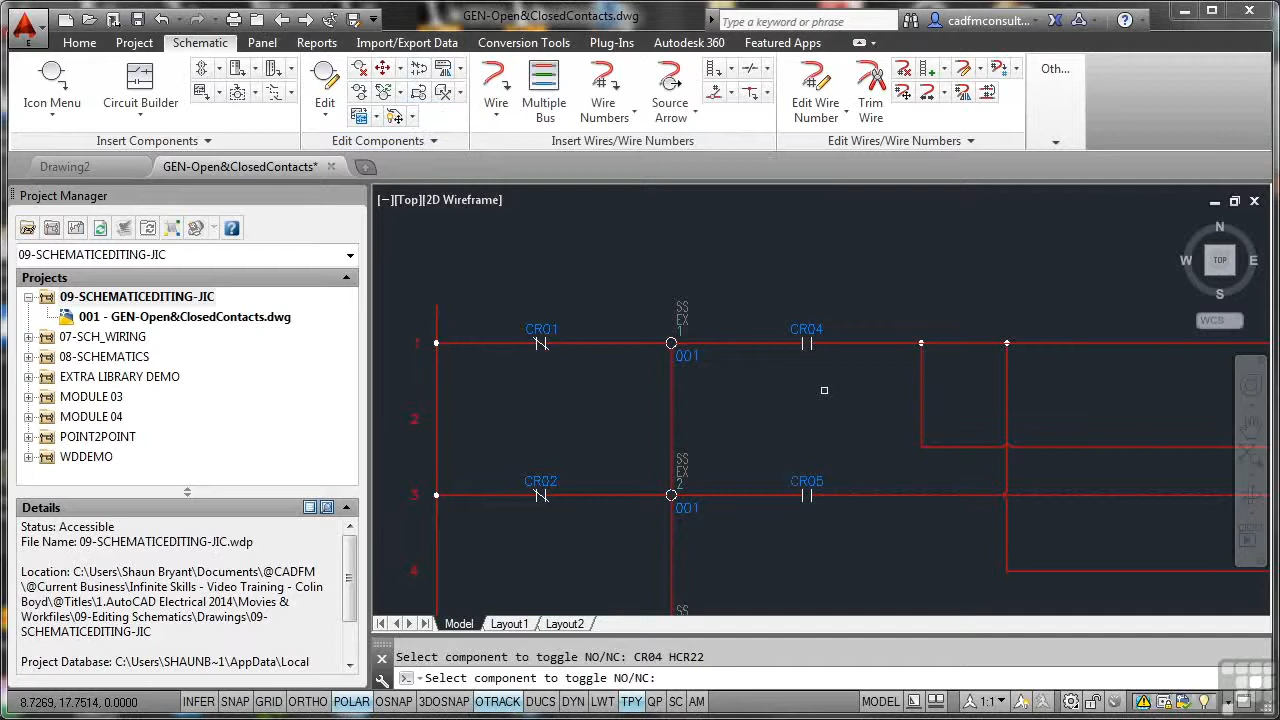 GEN-Open&ClosedContacts.dwg
Type a keyword or phrase
cadfmconsult...
E
Home Project Schematic Panel Reports Import/Export Data Conversion Tools Plug-Ins Autodesk 360 Featured Apps
Icon Menu
Circuit Builder
Edit
Wire
Multiple Bus
Wire Numbers
Source Arrow
Edit Wire Number
Trim Wire
Oth...
Insert Components
Edit Components
Insert Wires/Wire Numbers
Edit Wires/Wire Numbers
Drawing2
GEN-Open&ClosedContacts*
Project Manager
09-SCHEMATICEDITING-JIC
Projects
09-SCHEMATICEDITING-JIC
001 - GEN-Open&ClosedContacts.dwg
07-SCH_WIRING
08-SCHEMATICS
EXTRA LIBRARY DEMO
MODULE 03
MODULE 04
POINT2POINT
WDDEMO
Details
Status: Accessible
File Name: 09-SCHEMATICEDITING-JIC.wdp
Location: C:\Users\Shaun Bryant\Documents\@CADFM
\@Current Business\Infinite Skills - Video Training - Colin
Boyd\@Titles\1.AutoCAD Electrical 2014\Movies &
Workfiles\09-Editing Schematics\Drawings\09-
SCHEMATICEDITING-JIC
Project Database: C:\Users\SHAUNB~1\AppData\Local
[−][Top][2D Wireframe]
N
W TOP E
S
WCS
SS
EX
1
CR01
CR04
1
001
2
SS
EX
2
CR02
CR05
3
001
4
SS
Model Layout1 Layout2
Select component to toggle NO/NC: CR04 HCR22
Select component to toggle NO/NC:
8.7269, 17.7514, 0.0000
INFER SNAP GRID ORTHO POLAR OSNAP 3DOSNAP OTRACK DUCS DYN LWT TPY QP SC AM
MODEL
1:1